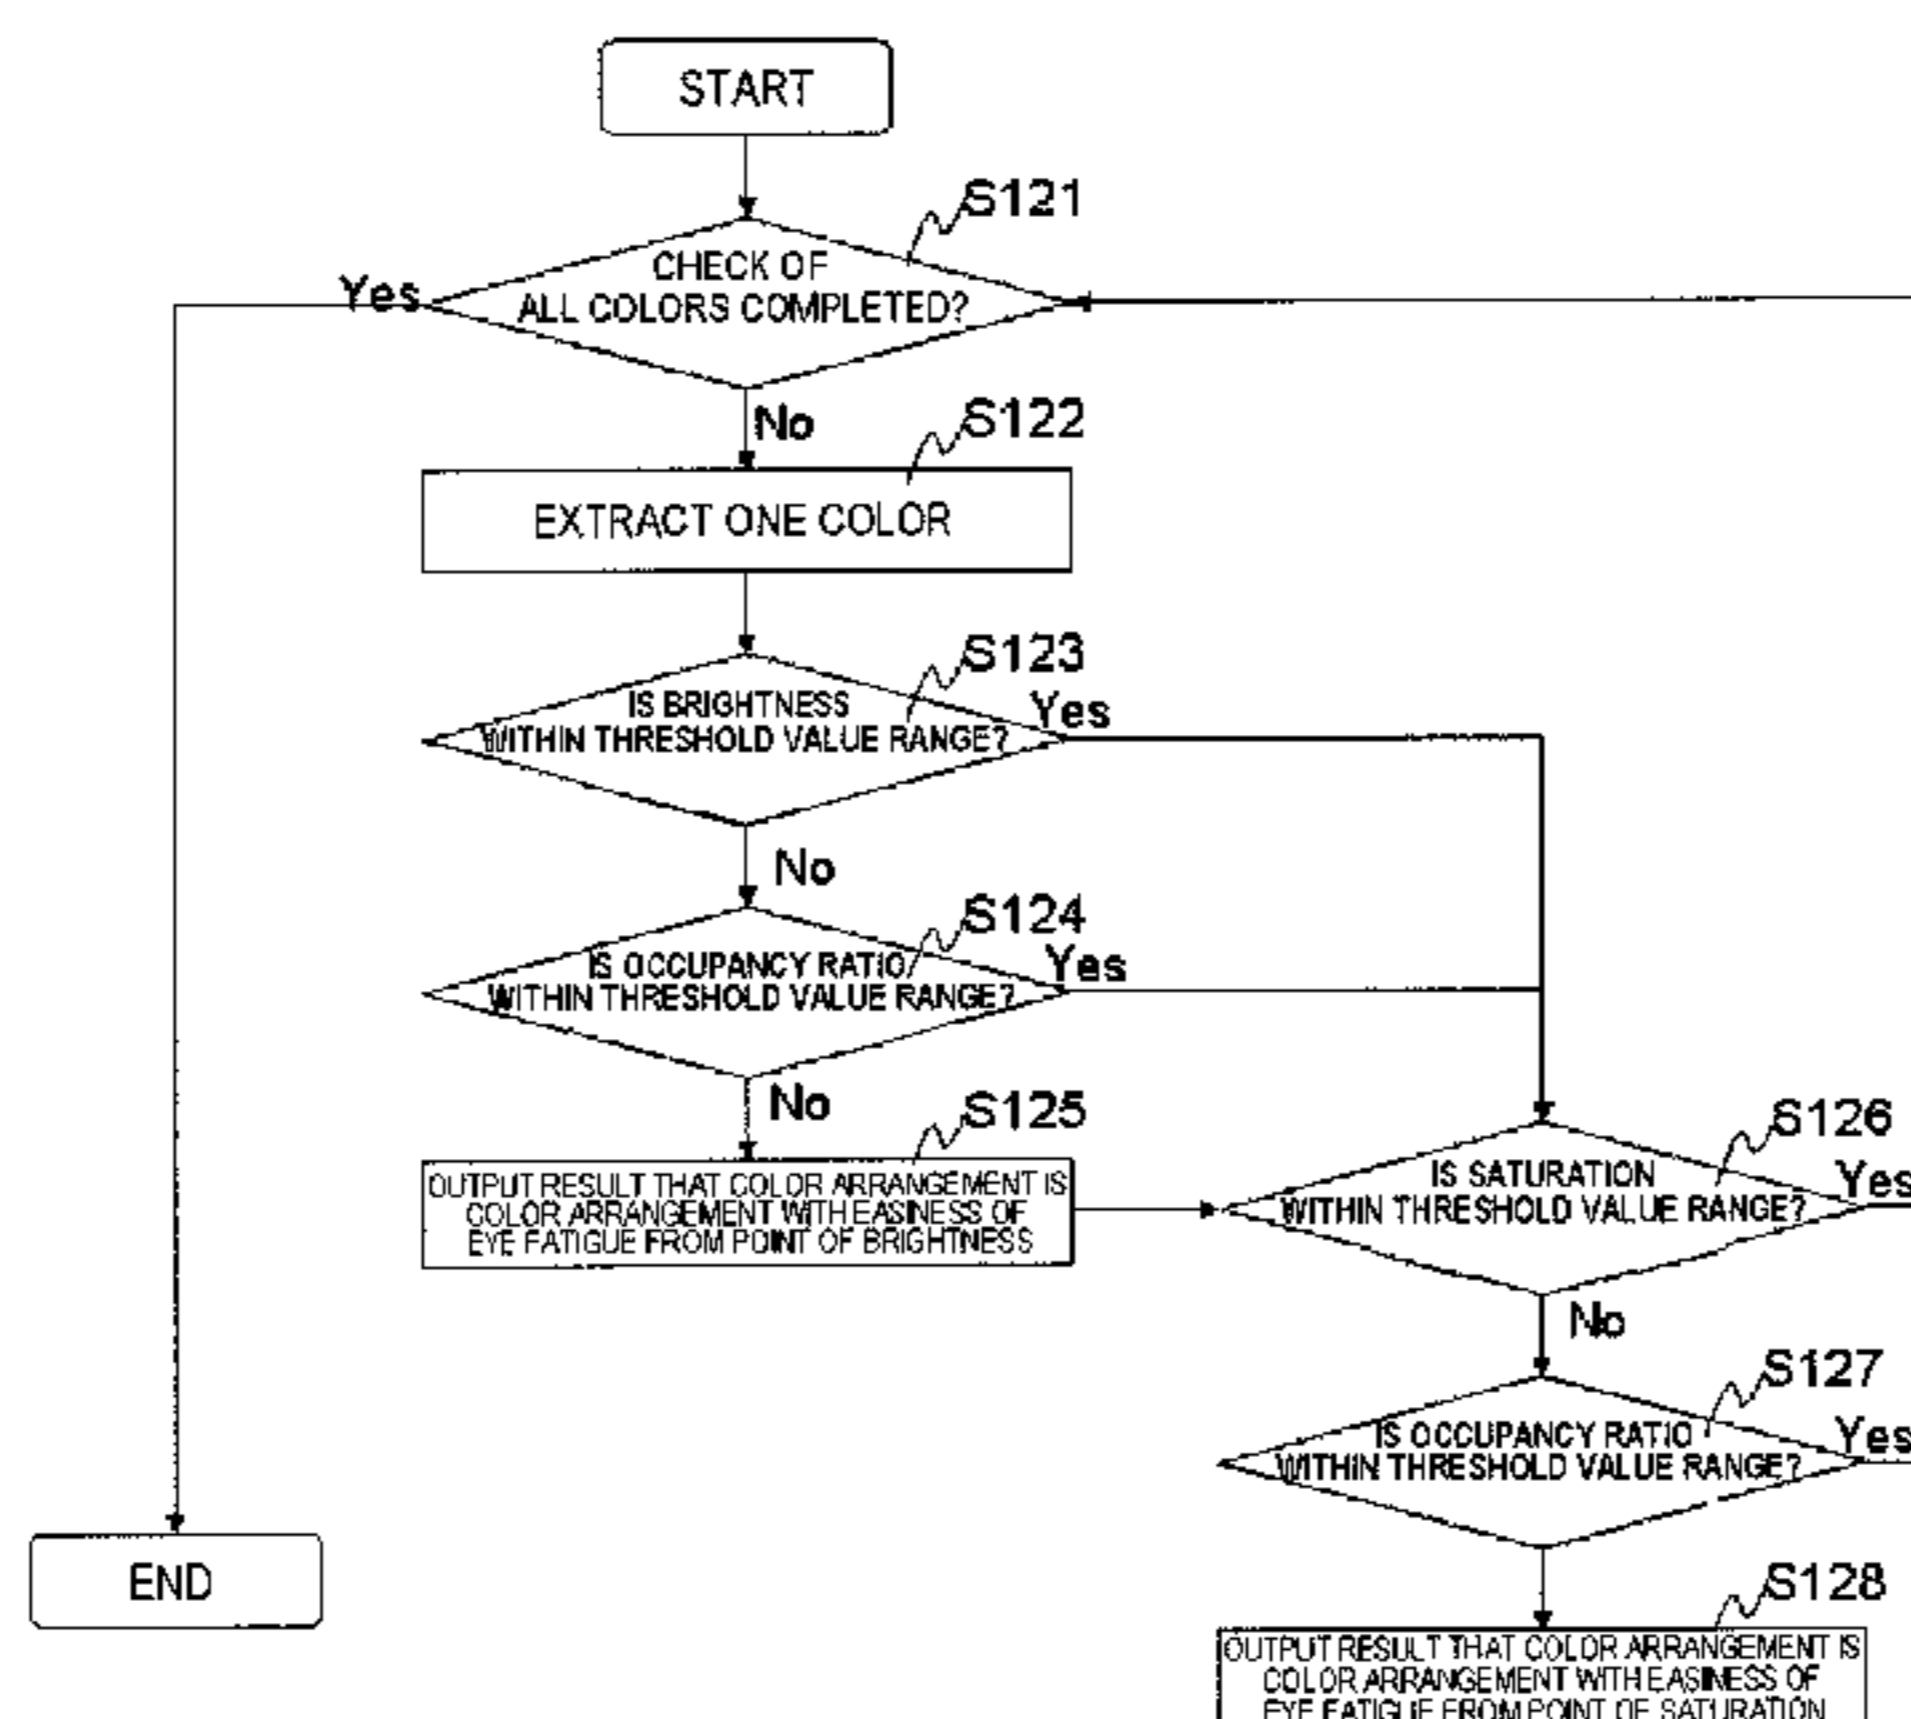 START
S121
CHECK OF
ALL COLORS COMPLETED?
Yes
No
S122
EXTRACT ONE COLOR
S123
IS BRIGHTNESS
WITHIN THRESHOLD VALUE RANGE?
Yes
No
S124
IS OCCUPANCY RATIO
WITHIN THRESHOLD VALUE RANGE?
Yes
No
S125
OUTPUT RESULT THAT COLOR ARRANGEMENT IS
COLOR ARRANGEMENT WITH EASINESS OF
EYE FATIGUE FROM POINT OF BRIGHTNESS
S126
IS SATURATION
WITHIN THRESHOLD VALUE RANGE?
Yes
No
S127
IS OCCUPANCY RATIO
WITHIN THRESHOLD VALUE RANGE?
Yes
S128
OUTPUT RESULT THAT COLOR ARRANGEMENT IS
COLOR ARRANGEMENT WITH EASINESS OF
EYE FATIGUE FROM POINT OF SATURATION
END